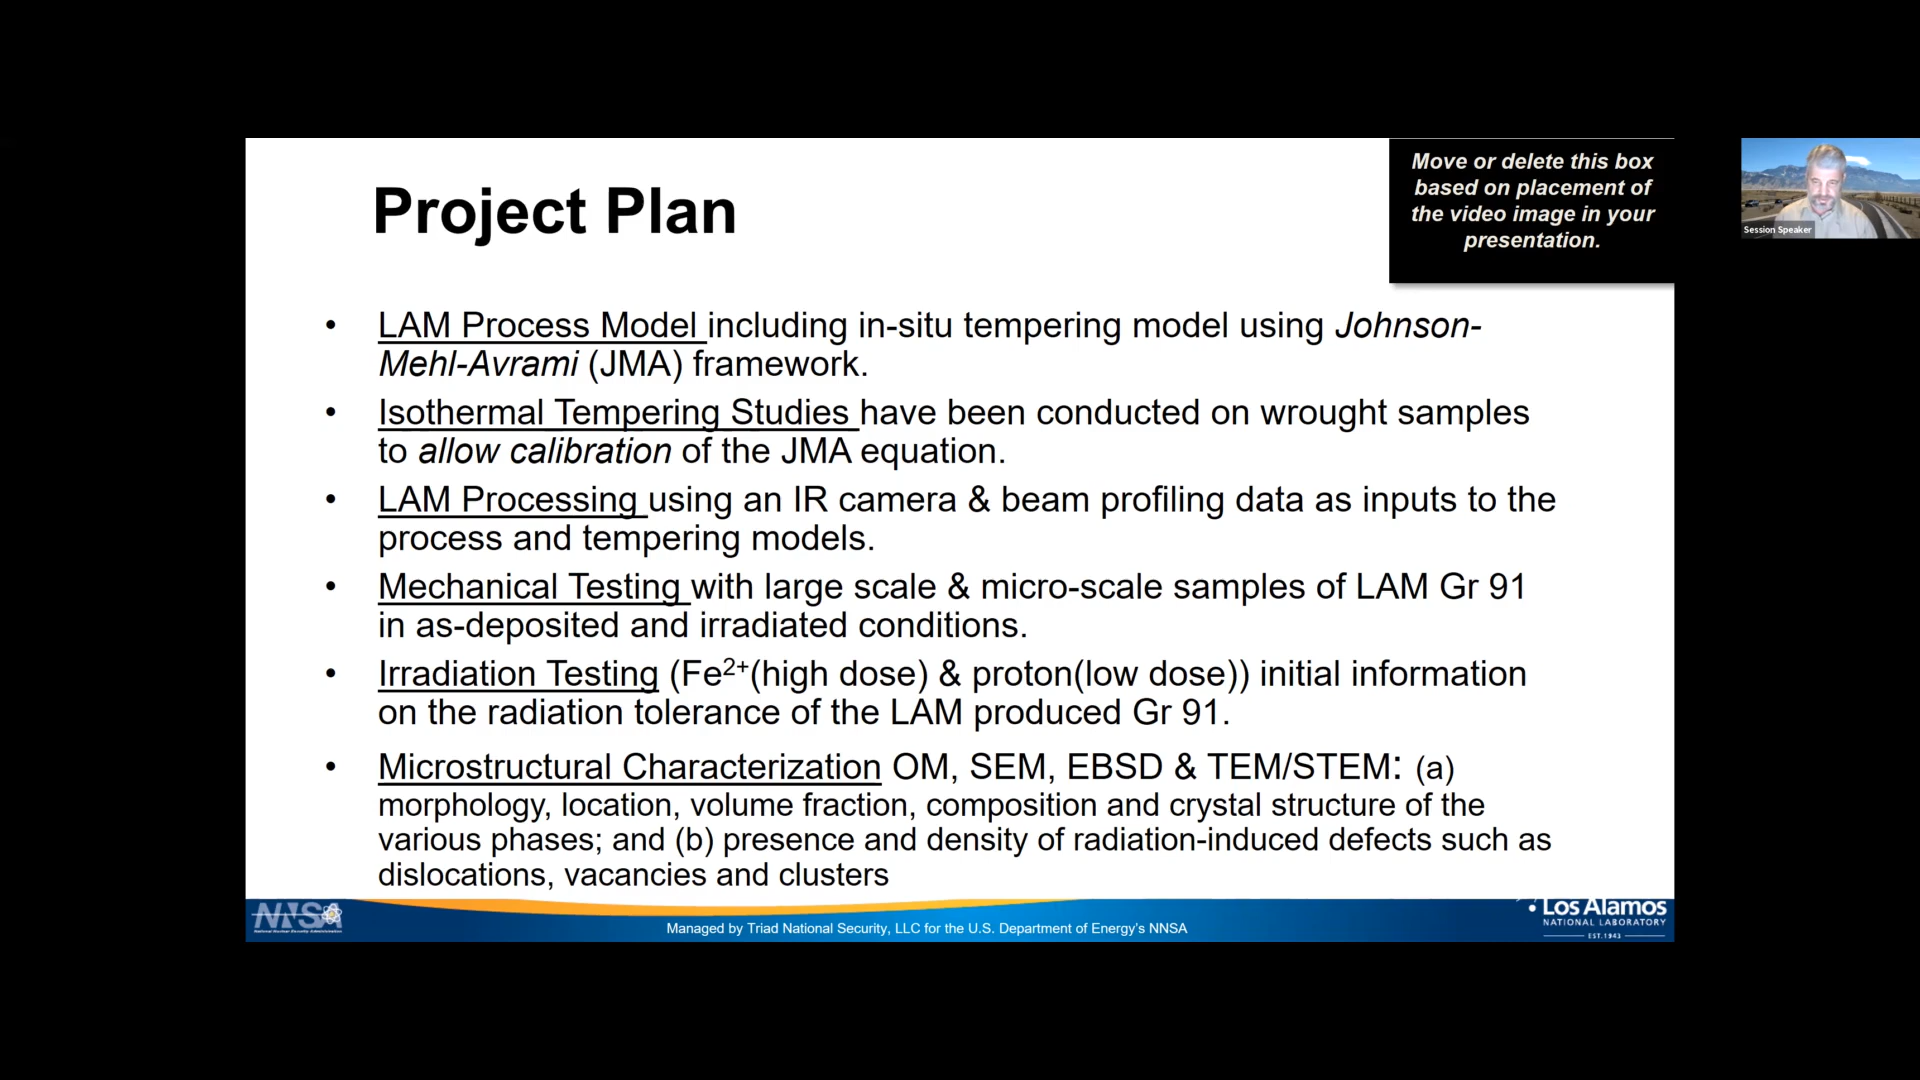 Project Plan
Move or delete this box
based on placement of
the video image in your
presentation.
Session Speaker
• LAM Process Model including in-situ tempering model using Johnson-
Mehl-Avrami (JMA) framework.
• Isothermal Tempering Studies have been conducted on wrought samples
to allow calibration of the JMA equation.
• LAM Processing using an IR camera & beam profiling data as inputs to the
process and tempering models.
• Mechanical Testing with large scale & micro-scale samples of LAM Gr 91
in as-deposited and irradiated conditions.
• Irradiation Testing (Fe²⁺(high dose) & proton(low dose)) initial information
on the radiation tolerance of the LAM produced Gr 91.
• Microstructural Characterization OM, SEM, EBSD & TEM/STEM: (a)
morphology, location, volume fraction, composition and crystal structure of the
various phases; and (b) presence and density of radiation-induced defects such as
dislocations, vacancies and clusters
NNSA
National Nuclear Security Administration
Managed by Triad National Security, LLC for the U.S. Department of Energy's NNSA
Los Alamos
NATIONAL LABORATORY
EST.1943